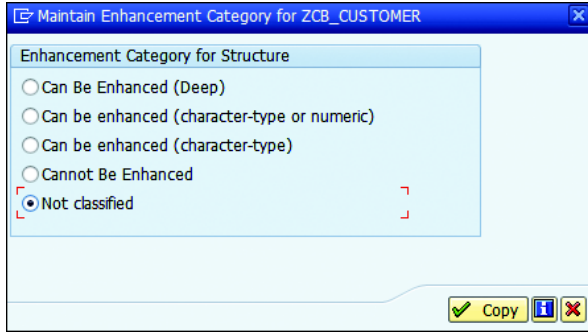 Maintain Enhancement Category for ZCB_CUSTOMER
Enhancement Category for Structure
Can Be Enhanced (Deep)
Can be enhanced (character-type or numeric)
Can be enhanced (character-type)
Cannot Be Enhanced
Not classified
Copy